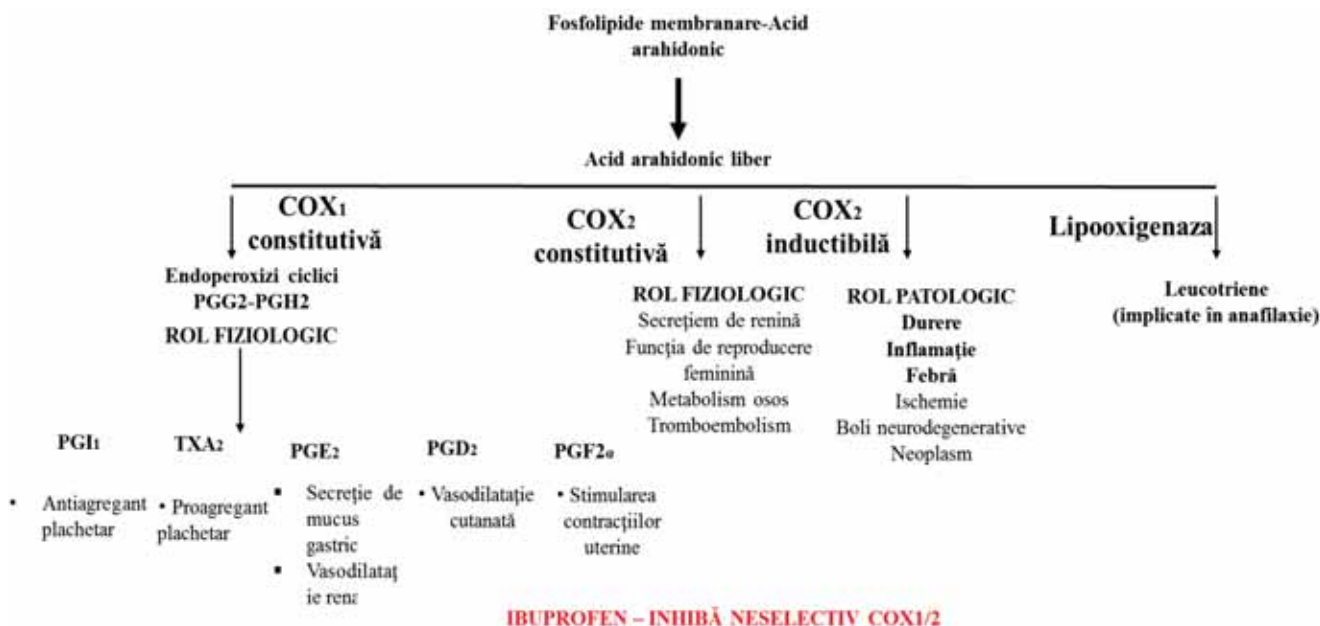 Fosfolipide membranare-Acid
arahidonic
Acid arahidonic liber
COX1
constitutivă
Endoperoxizi ciclici
PGG2-PGH2
ROL FIZIOLOGIC
COX2
constitutivă
ROL FIZIOLOGIC
Secrețiem de renină
Funcția de reproducere
feminină
Metabolism osos
Tromboembolism
COX2
inductibilă
ROL PATOLOGIC
Durere
Inflamație
Febră
Ischemie
Boli neurodegenerative
Neoplasm
Lipooxigenaza
Leucotriene
(implicate în anafilaxie)
PGI1
• Antiagregant
plachetar
TXA2
• Proagregant
plachetar
PGE2
▪ Secreție de
mucus
gastric
▪ Vasodilataț
ie rena
PGD2
• Vasodilatație
cutanată
PGF2α
• Stimularea
contracțiilor
uterine
IBUPROFEN – INHIBĂ NESELECTIV COX1/2